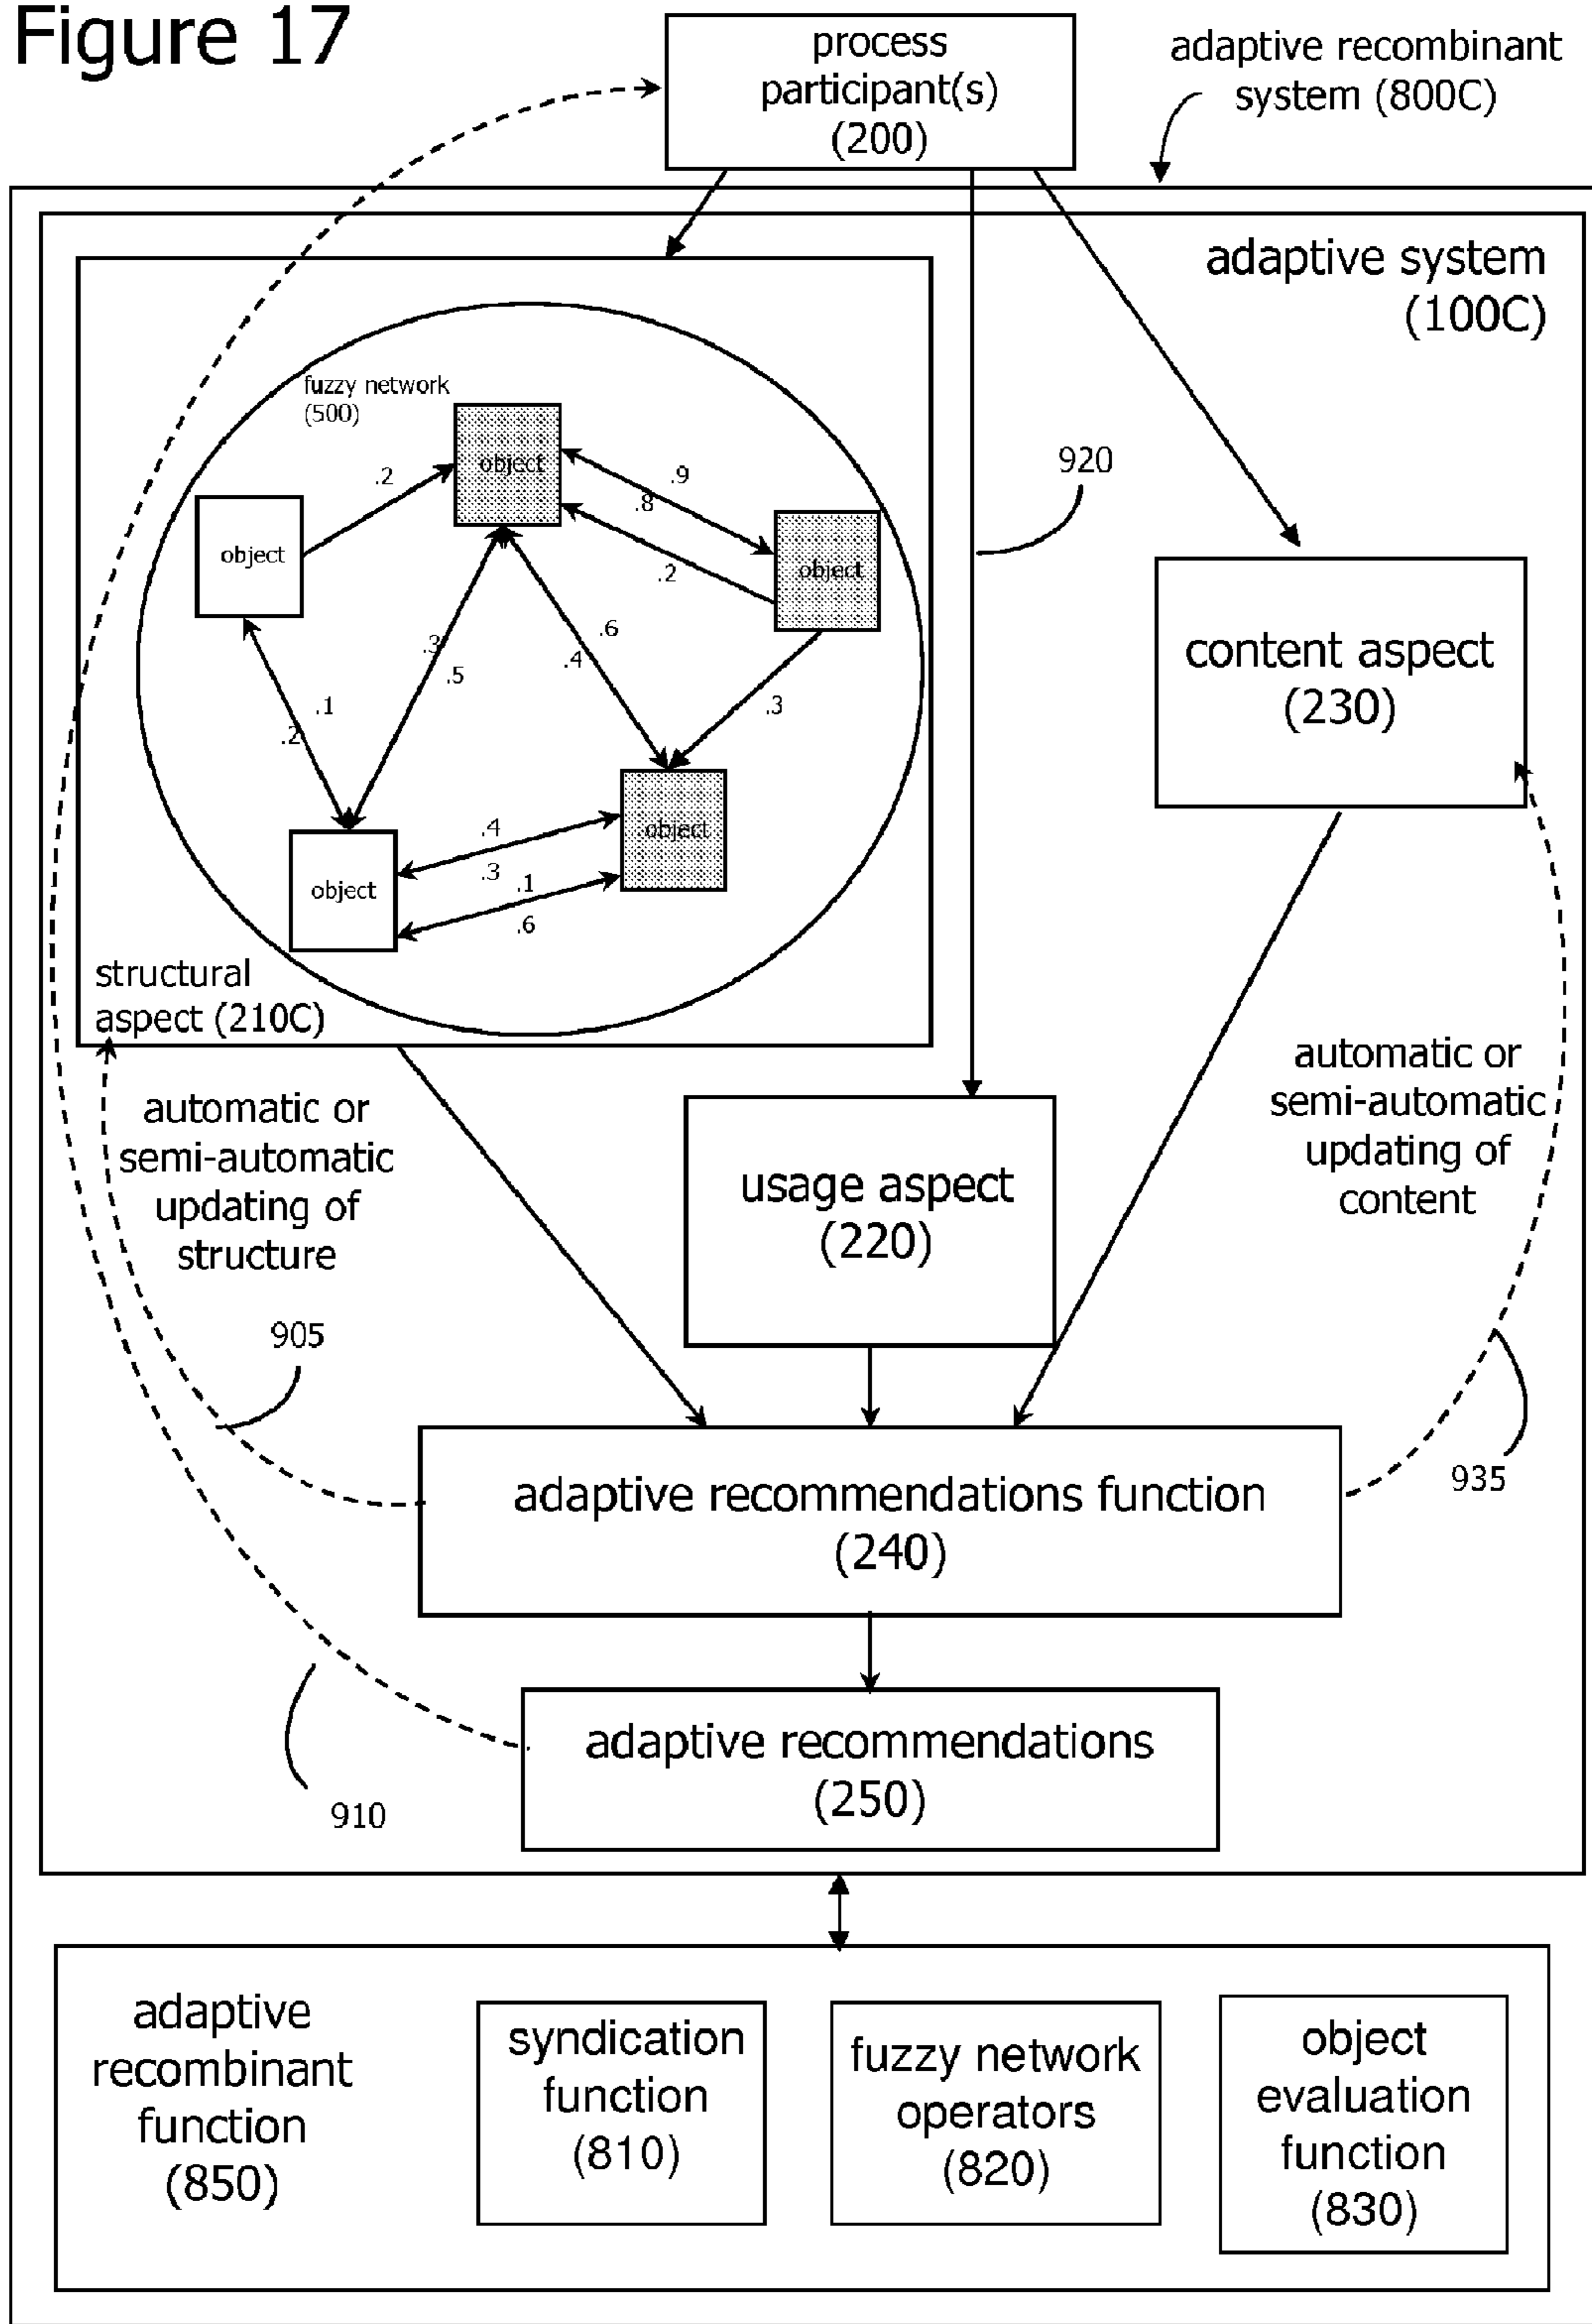 Figure 17
process
participant(s)
(200)
adaptive recombinant
system (800C)
adaptive system
(100C)
fuzzy network
(500)
object
object
object
object
object
.2
.9
.8
.2
.3
.5
.6
.4
.3
.1
.2
.4
.3
.1
.6
structural
aspect (210C)
920
content aspect
(230)
automatic or
semi-automatic
updating of
structure
usage aspect
(220)
automatic or
semi-automatic
updating of
content
905
935
adaptive recommendations function
(240)
adaptive recommendations
(250)
910
adaptive
recombinant
function
(850)
syndication
function
(810)
fuzzy network
operators
(820)
object
evaluation
function
(830)